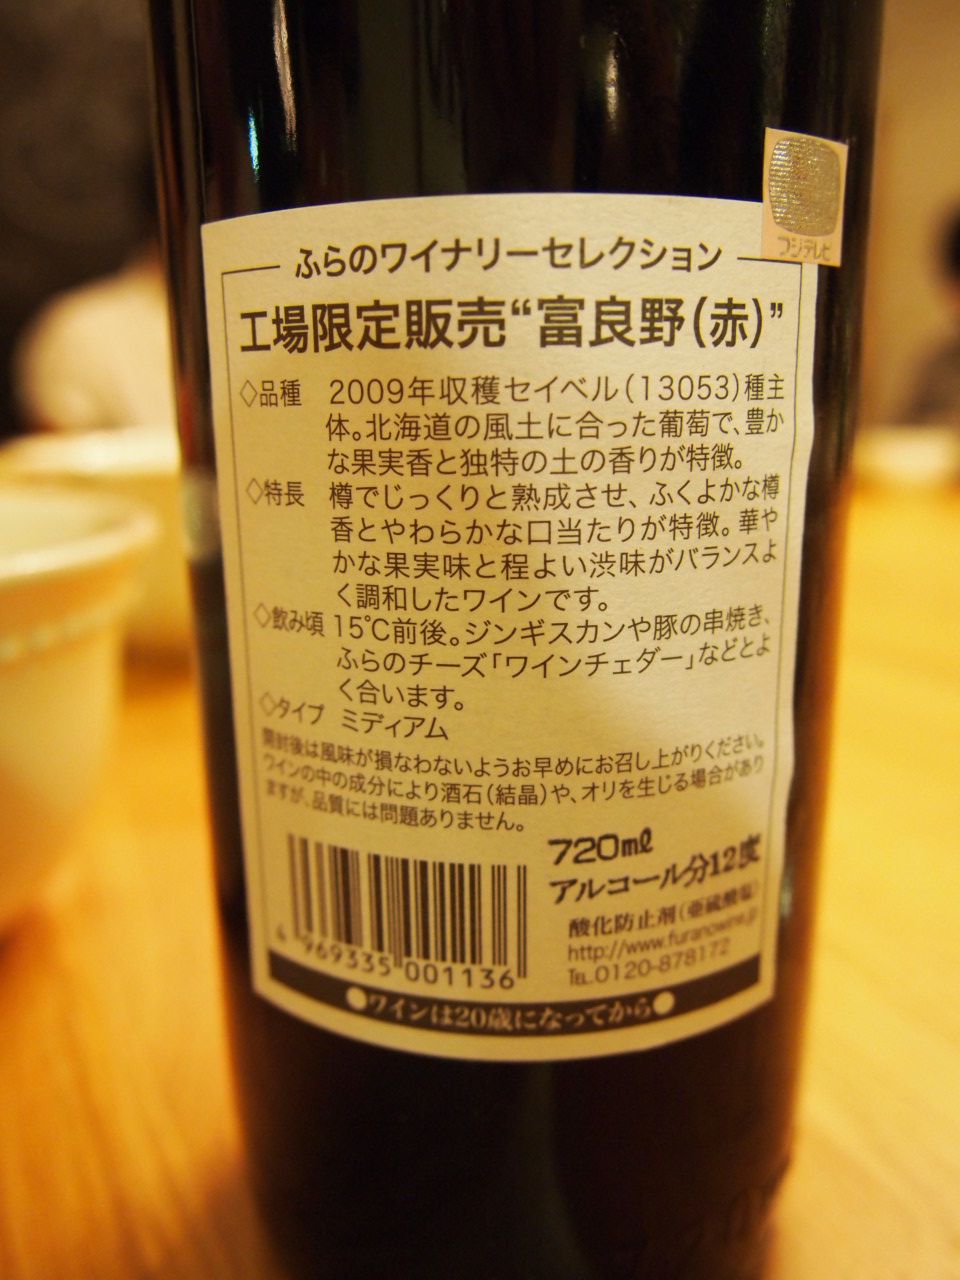 フジテレビ
ふらのワイナリーセレクション
工場限定販売“富良野(赤)”
◇品種 2009年収穫セイベル(13053)種主
体。北海道の風土に合った葡萄で、豊か
な果実香と独特の土の香りが特徴。
◇特長 樽でじっくりと熟成させ、ふくよかな樽
香とやわらかな口当たりが特徴。華や
かな果実味と程よい渋味がバランスよ
く調和したワインです。
◇飲み頃 15℃前後。ジンギスカンや豚の串焼き、
ふらのチーズ「ワインチェダー」などとよ
く合います。
◇タイプ ミディアム
開封後は風味が損なわないようお早めにお召し上がりください。
ワインの中の成分により酒石(結晶)や、オリを生じる場合があり
ますが、品質には問題ありません。
720ml
アルコール分12度
酸化防止剤(亜硫酸塩)
http://www.furanowine.jp
TEL.0120-878172
4 969335 001136
●ワインは20歳になってから●